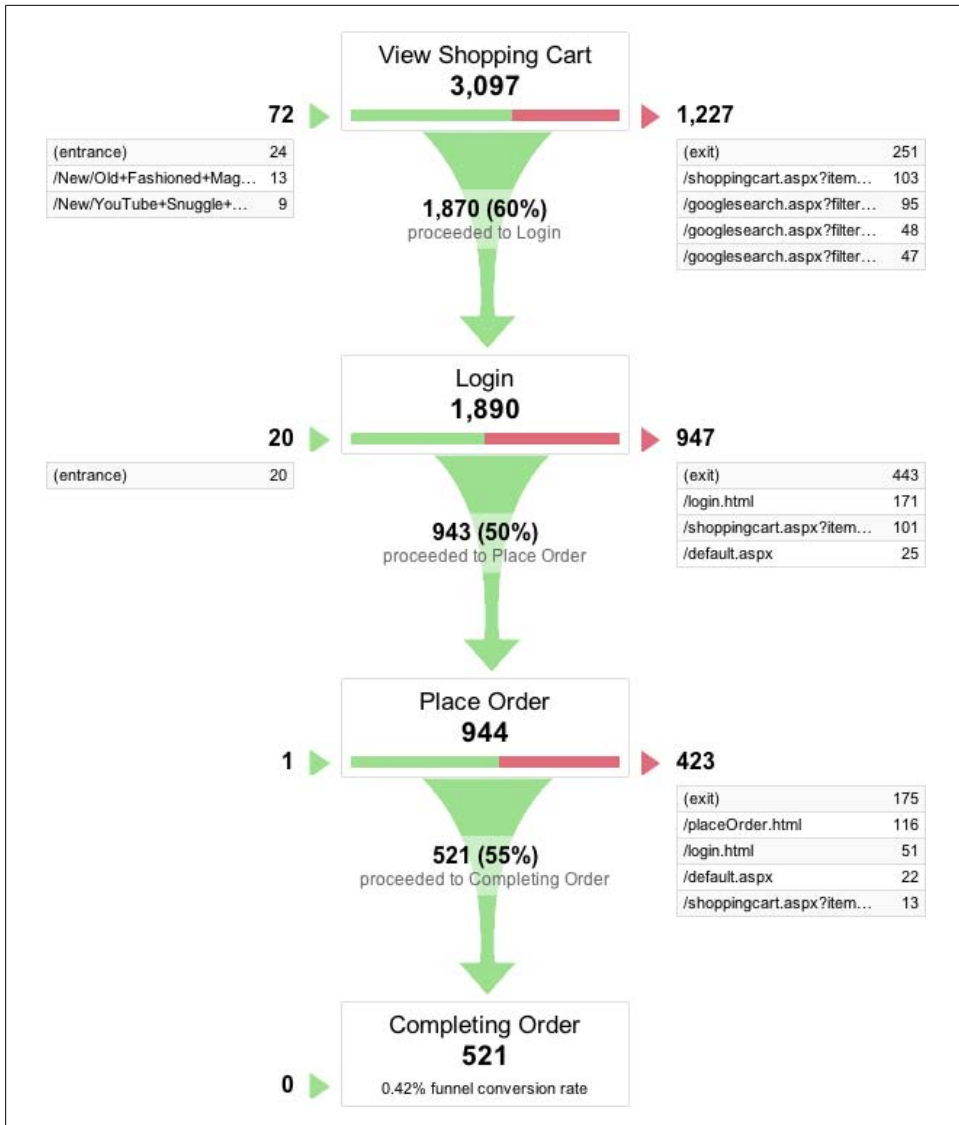 View Shopping Cart
3,097
72
1,227
(entrance) 24
/New/Old+Fashioned+Mag... 13
/New/YouTube+Snuggle+... 9
(exit) 251
/shoppingcart.aspx?item... 103
/googlesearch.aspx?filter... 95
/googlesearch.aspx?filter... 48
/googlesearch.aspx?filter... 47
1,870 (60%)
proceeded to Login
Login
1,890
20
947
(entrance) 20
(exit) 443
/login.html 171
/shoppingcart.aspx?item... 101
/default.aspx 25
943 (50%)
proceeded to Place Order
Place Order
944
1
423
(exit) 175
/placeOrder.html 116
/login.html 51
/default.aspx 22
/shoppingcart.aspx?item... 13
521 (55%)
proceeded to Completing Order
Completing Order
521
0
0.42% funnel conversion rate